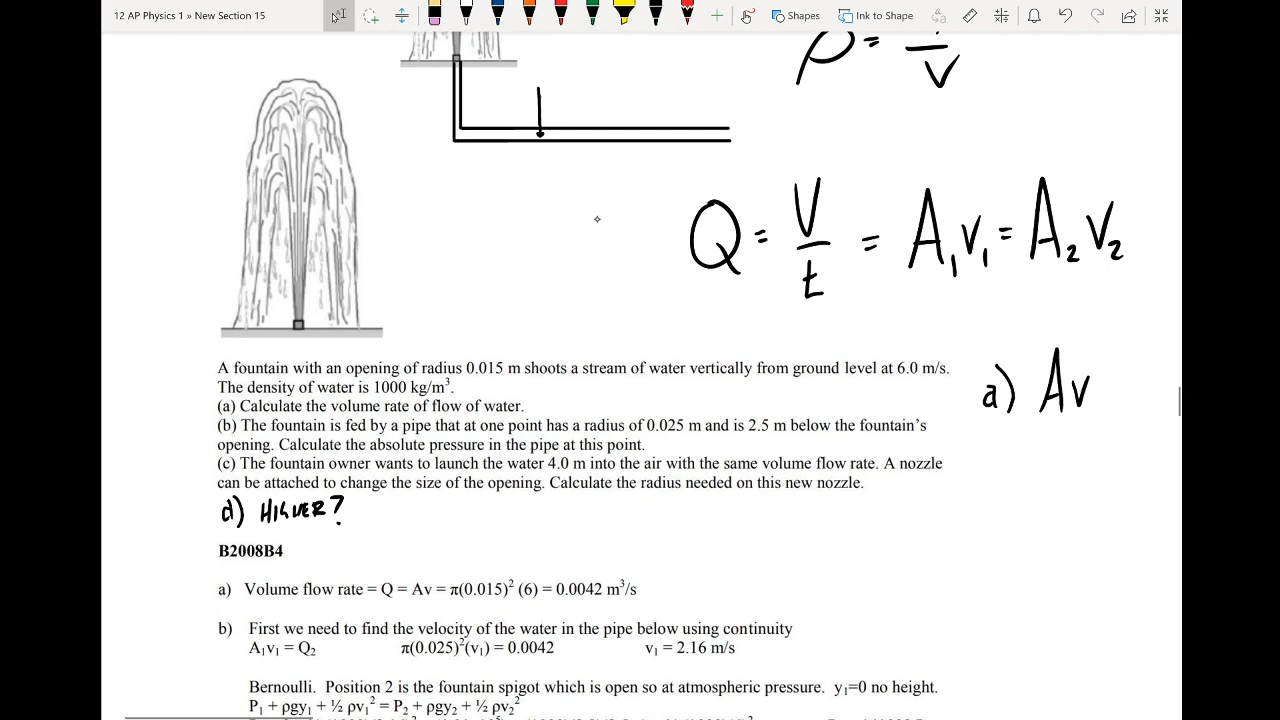 12 AP Physics 1 » New Section 15
Shapes
Ink to Shape
ρ =
V
Q = V/t = A₁v₁ = A₂v₂
A fountain with an opening of radius 0.015 m shoots a stream of water vertically from ground level at 6.0 m/s.
The density of water is 1000 kg/m³.
a) Av
(a) Calculate the volume rate of flow of water.
(b) The fountain is fed by a pipe that at one point has a radius of 0.025 m and is 2.5 m below the fountain’s
opening. Calculate the absolute pressure in the pipe at this point.
(c) The fountain owner wants to launch the water 4.0 m into the air with the same volume flow rate. A nozzle
can be attached to change the size of the opening. Calculate the radius needed on this new nozzle.
d) HIGHER?
B2008B4
a) Volume flow rate = Q = Av = π(0.015)² (6) = 0.0042 m³/s
b) First we need to find the velocity of the water in the pipe below using continuity
A₁v₁ = Q₂ π(0.025)²(v₁) = 0.0042 v₁ = 2.16 m/s
Bernoulli. Position 2 is the fountain spigot which is open so at atmospheric pressure. y₁=0 no height.
P₁ + ρgy₁ + ½ ρv₁² = P₂ + ρgy₂ + ½ ρv₂²